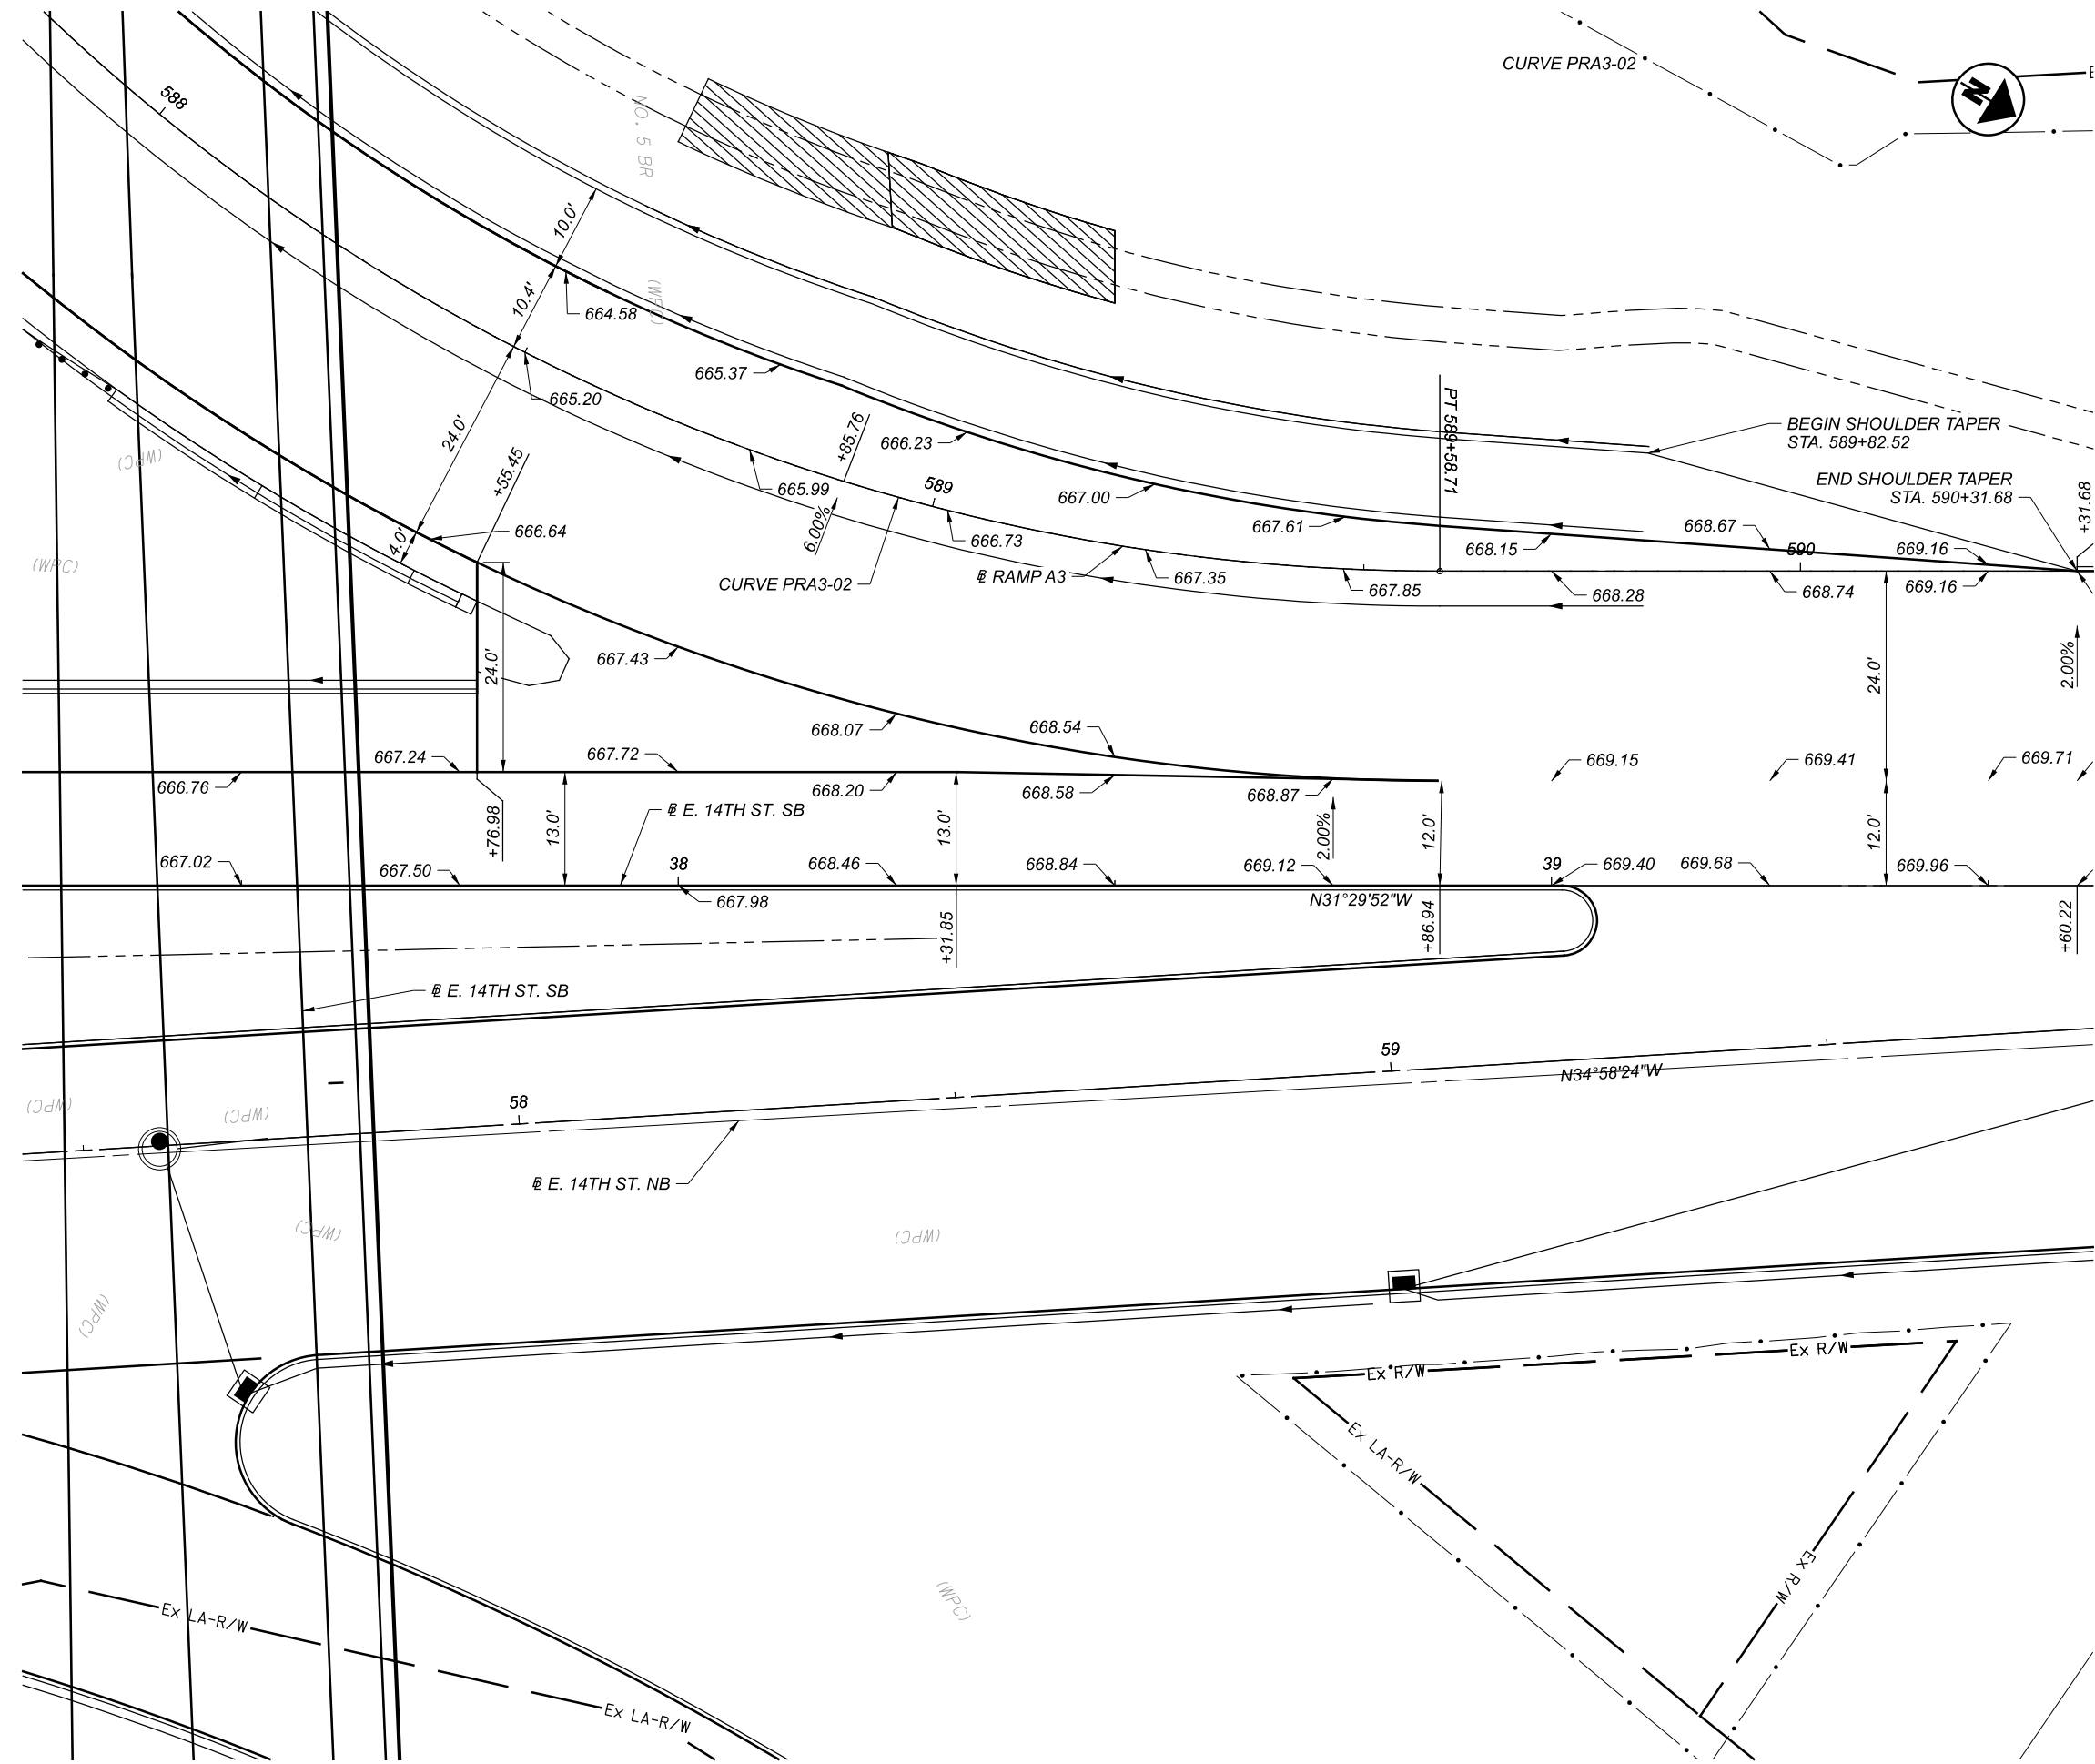 CURVE PRA3-02
N
E
588
NO. 5 BR
(WPC)
10.0'
10.4'
664.58
665.37
665.20
24.0'
+55.45
4.0'
666.64
(WPC)
(WPC)
+85.76
666.23
665.99
6.00%
589
667.00
666.73
CURVE PRA3-02
RAMP A3
667.35
667.61
PT 589+58.71
667.85
668.15
668.28
668.67
590
668.74
669.16
669.16
BEGIN SHOULDER TAPER
STA. 589+82.52
END SHOULDER TAPER
STA. 590+31.68
+31.68
2.00%
24.0'
667.43
24.0'
668.07
668.54
667.24
667.72
666.76
668.20
668.58
668.87
669.15
669.41
669.71
+76.98
13.0'
E. 14TH ST. SB
13.0'
2.00%
12.0'
12.0'
667.02
667.50
38
667.98
668.46
668.84
669.12
39
669.40
669.68
669.96
N31°29'52"W
+31.85
+86.94
+60.22
E. 14TH ST. SB
58
59
N34°58'24"W
(WPC)
(WPC)
E. 14TH ST. NB
(WPC)
(WPC)
(WPC)
Ex R/W
Ex R/W
Ex LA-R/W
Ex R/W
(WPC)
Ex LA-R/W
Ex LA-R/W